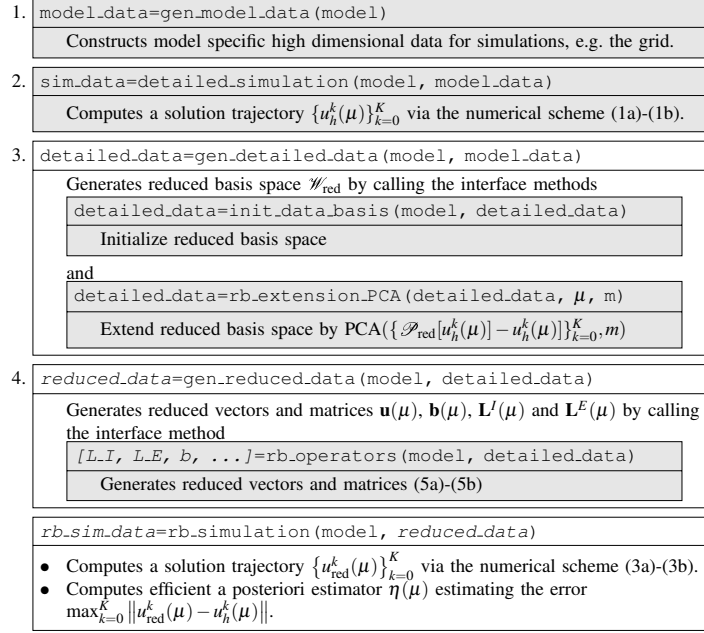 1. model_data=gen_model_data(model)
Constructs model specific high dimensional data for simulations, e.g. the grid.
2. sim_data=detailed_simulation(model, model_data)
Computes a solution trajectory {u_h^k(μ)}_{k=0}^K via the numerical scheme (1a)-(1b).
3. detailed_data=gen_detailed_data(model, model_data)
Generates reduced basis space 𝒲_red by calling the interface methods
detailed_data=init_data_basis(model, detailed_data)
Initialize reduced basis space
and
detailed_data=rb_extension_PCA(detailed_data, μ, m)
Extend reduced basis space by PCA({𝒫_red[u_h^k(μ)] − u_h^k(μ)]}_{k=0}^K, m)
4. reduced_data=gen_reduced_data(model, detailed_data)
Generates reduced vectors and matrices u(μ), b(μ), L^I(μ) and L^E(μ) by calling
the interface method
[L_I, L_E, b, ...]=rb_operators(model, detailed_data)
Generates reduced vectors and matrices (5a)-(5b)
rb_sim_data=rb_simulation(model, reduced_data)
• Computes a solution trajectory {u_red^k(μ)}_{k=0}^K via the numerical scheme (3a)-(3b).
• Computes efficient a posteriori estimator η(μ) estimating the error
max_{k=0}^K ‖u_red^k(μ) − u_h^k(μ)‖.